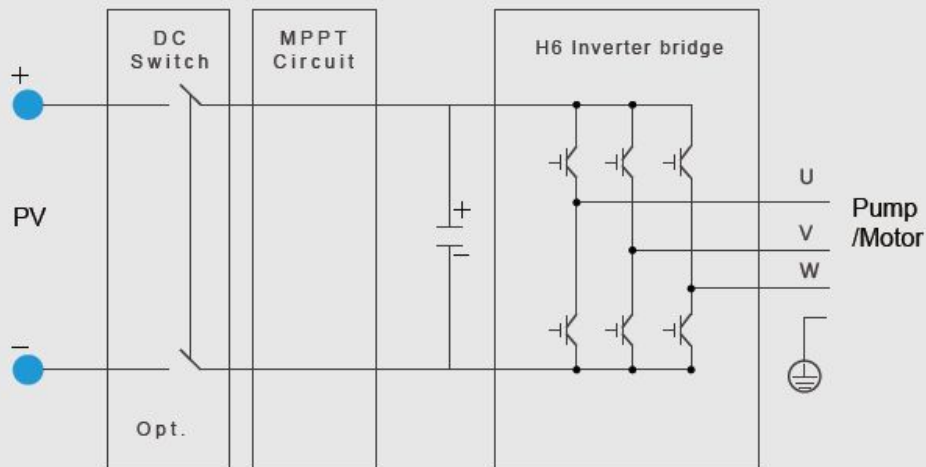 DC
Switch
MPPT
Circuit
H6 Inverter bridge
+
PV
−
+
−
U
V
W
Pump
/Motor
Opt.